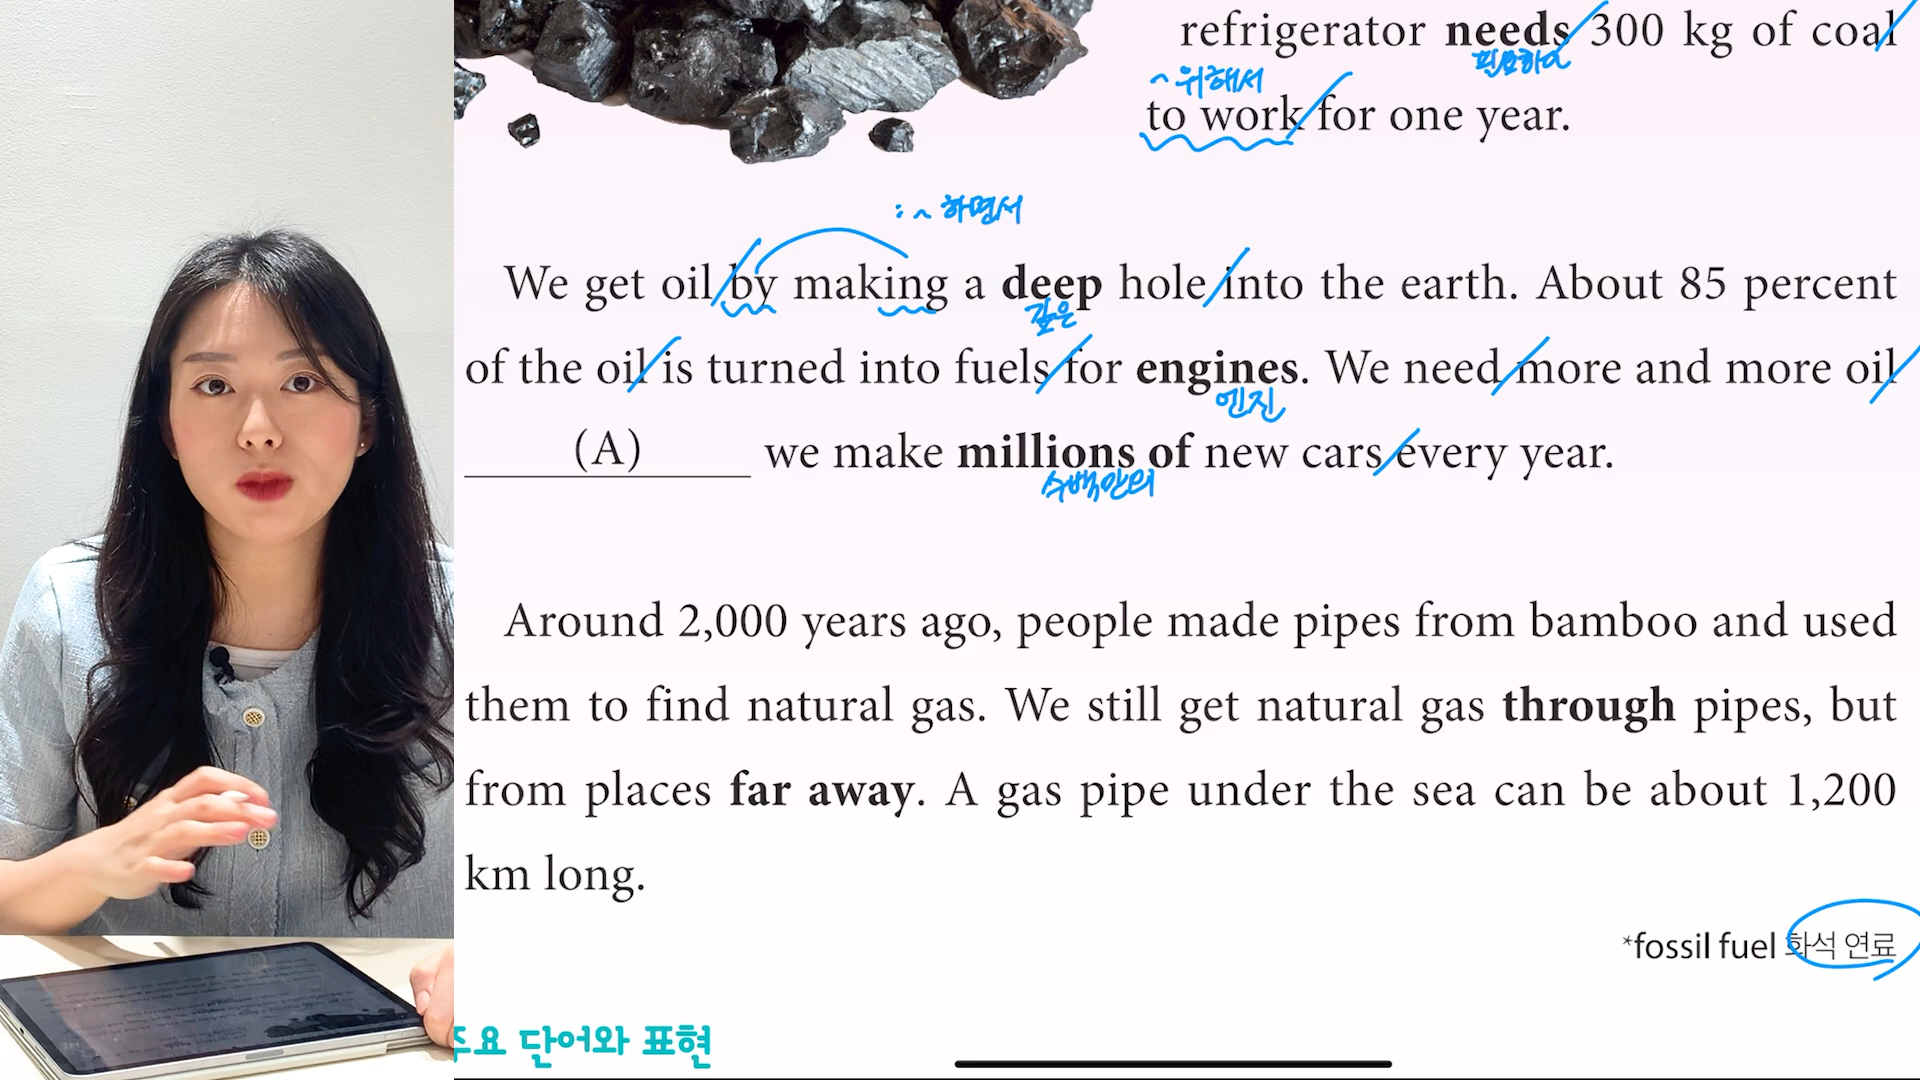 refrigerator needs 300 kg of coal
필요하다
~ 위해서
to work for one year.
: ~ 하면서
We get oil by making a deep hole into the earth. About 85 percent
깊은
of the oil is turned into fuels for engines. We need more and more oil
엔진
(A) we make millions of new cars every year.
수백만의
Around 2,000 years ago, people made pipes from bamboo and used
them to find natural gas. We still get natural gas through pipes, but
from places far away. A gas pipe under the sea can be about 1,200
km long.
*fossil fuel 화석 연료
주요 단어와 표현